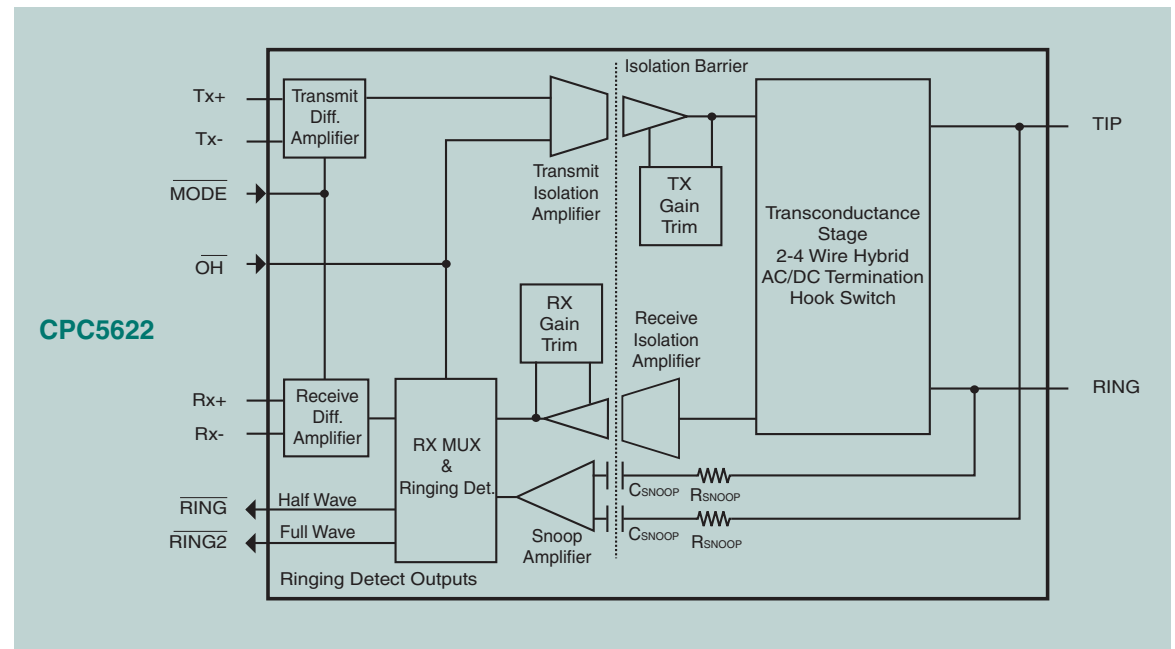 Isolation Barrier
Tx+
Tx-
Transmit
Diff.
Amplifier
MODE
OH
Transmit
Isolation
Amplifier
TX
Gain
Trim
Transconductance
Stage
2-4 Wire Hybrid
AC/DC Termination
Hook Switch
TIP
RING
CPC5622
RX
Gain
Trim
Receive
Isolation
Amplifier
Rx+
Rx-
Receive
Diff.
Amplifier
RX MUX
&
Ringing Det.
RING
Half Wave
RING2
Full Wave
Snoop
Amplifier
CSNOOP
RSNOOP
CSNOOP
RSNOOP
Ringing Detect Outputs